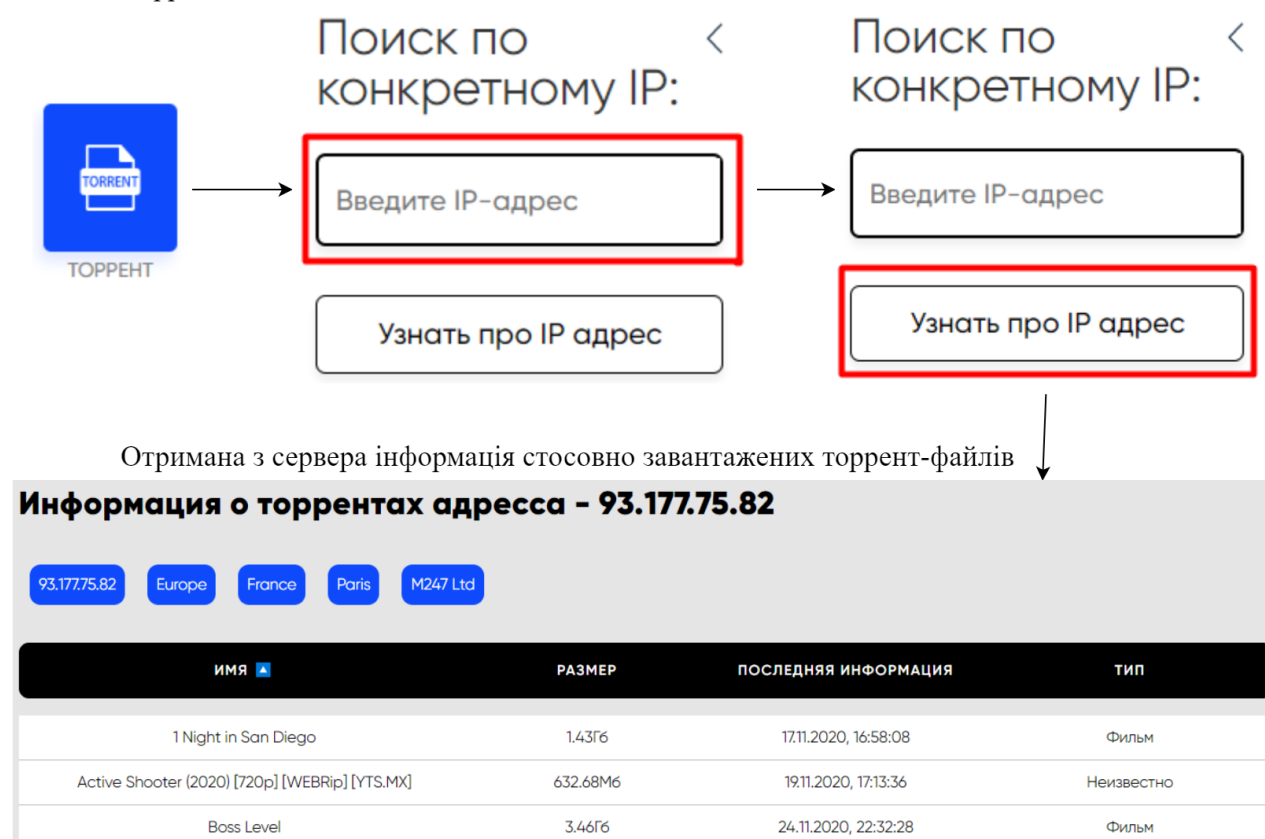 Поиск по
конкретному IP:
Введите IP-адрес
Узнать про IP адрес
Поиск по
конкретному IP:
Введите IP-адрес
Узнать про IP адрес
TORRENT
ТОРРЕНТ
Отримана з сервера інформація стосовно завантажених торрент-файлів
Информация о торрентах адресса - 93.177.75.82
93.177.75.82 Europe France Paris M247 Ltd
ИМЯ РАЗМЕР ПОСЛЕДНЯЯ ИНФОРМАЦИЯ ТИП
1 Night in San Diego 1.43Гб 17.11.2020, 16:58:08 Фильм
Active Shooter (2020) [720p] [WEBRip] [YTS.MX] 632.68Мб 19.11.2020, 17:13:36 Неизвестно
Boss Level 3.46Гб 24.11.2020, 22:32:28 Фильм